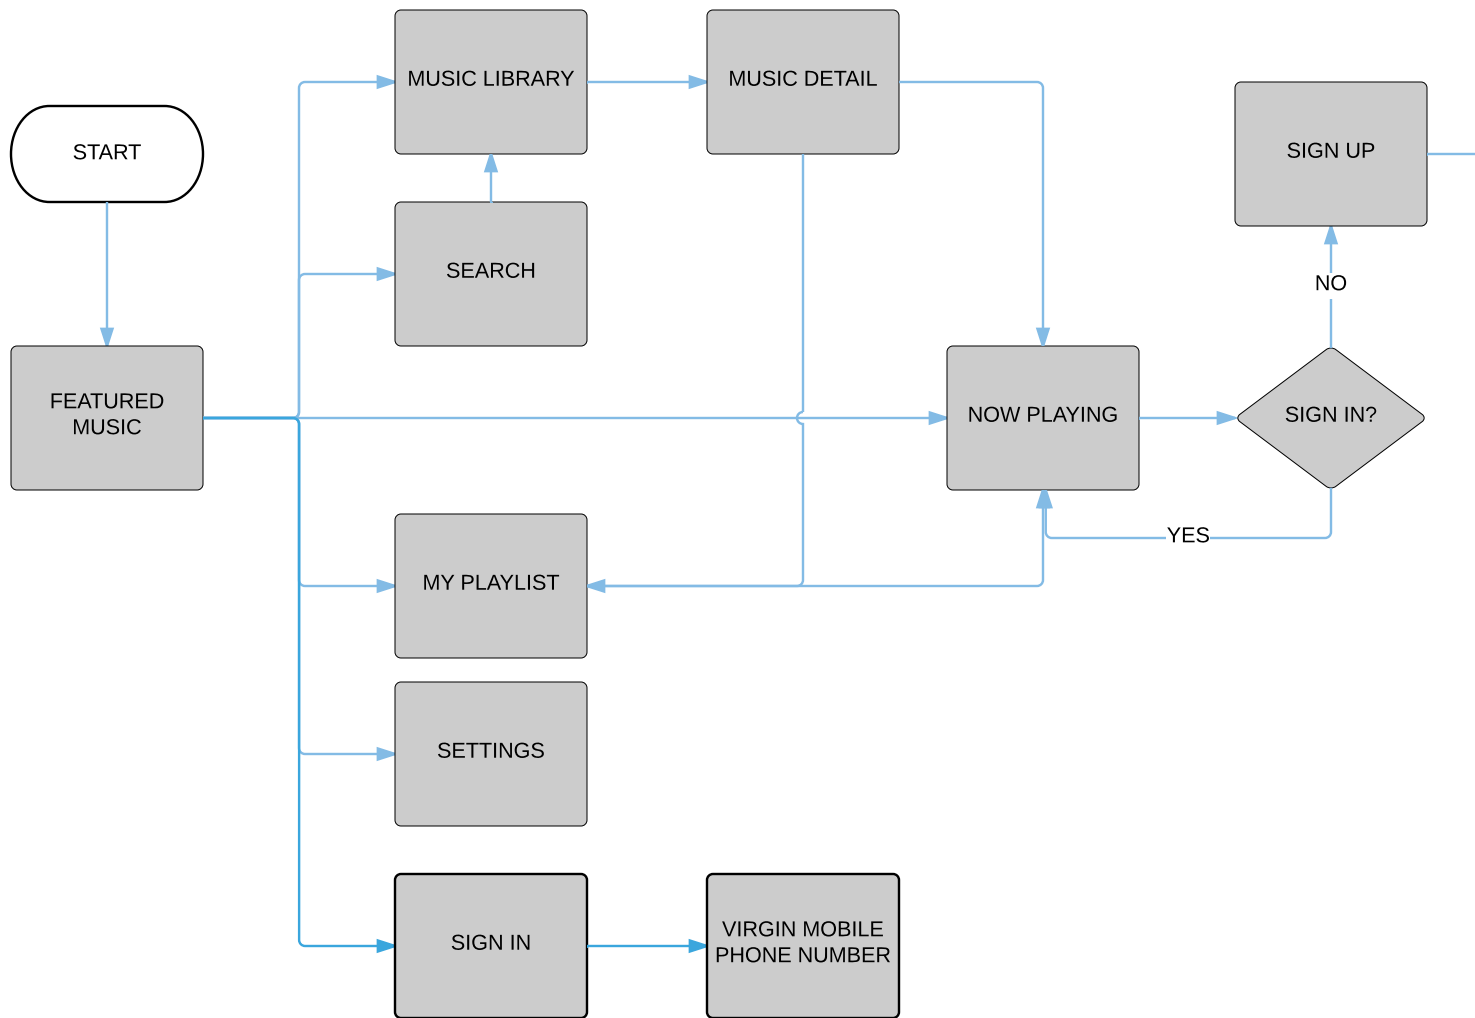 MUSIC LIBRARY
MUSIC DETAIL
START
SIGN UP
SEARCH
NO
FEATURED
MUSIC
NOW PLAYING
SIGN IN?
YES
MY PLAYLIST
SETTINGS
SIGN IN
VIRGIN MOBILE
PHONE NUMBER